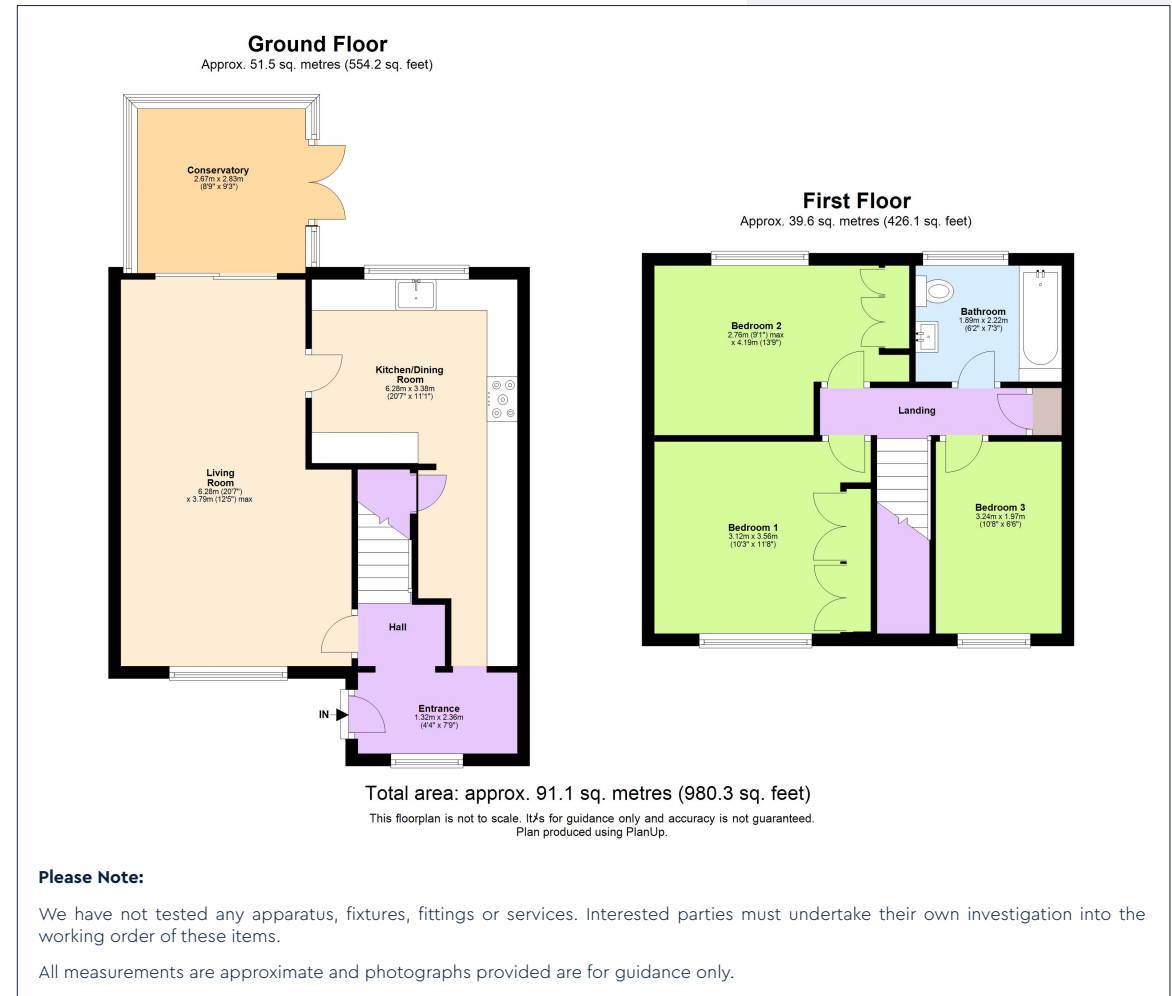 Ground Floor
Approx. 51.5 sq. metres (554.2 sq. feet)
Conservatory
2.67m x 2.83m
(8'9" x 9'3")
Kitchen/Dining
Room
6.28m x 3.38m
(20'7" x 11'1")
Living
Room
6.28m (20'7")
x 3.79m (12'5") max
Hall
IN
Entrance
1.32m x 2.36m
(4'4" x 7'9")
First Floor
Approx. 39.6 sq. metres (426.1 sq. feet)
Bedroom 2
2.76m (9'1") max
x 4.19m (13'9")
Bathroom
1.89m x 2.22m
(6'2" x 7'3")
Landing
Bedroom 1
3.12m x 3.56m
(10'3" x 11'8")
Bedroom 3
3.24m x 1.97m
(10'8" x 6'6")
Total area: approx. 91.1 sq. metres (980.3 sq. feet)
This floorplan is not to scale. It's for guidance only and accuracy is not guaranteed.
Plan produced using PlanUp.
Please Note:
We have not tested any apparatus, fixtures, fittings or services. Interested parties must undertake their own investigation into the
working order of these items.
All measurements are approximate and photographs provided are for guidance only.